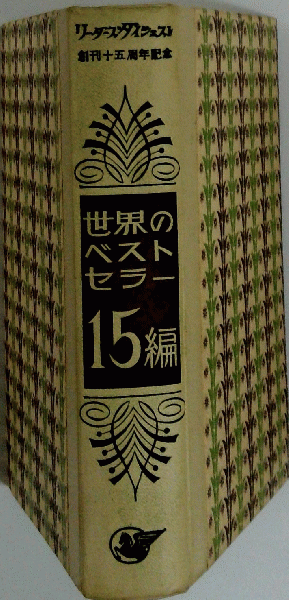 リーダーズダイジェスト
創刊十五周年記念
世界の
ベスト
セラー
15編